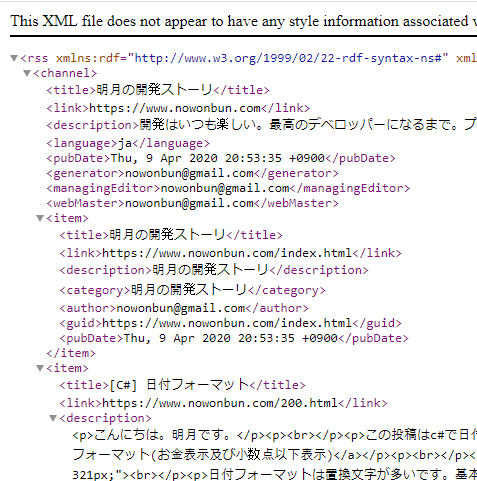 This XML file does not appear to have any style information associated
▼<rss xmlns:rdf="http://www.w3.org/1999/02/22-rdf-syntax-ns#" xml
▼<channel>
<title>明月の開発ストーリ</title>
<link>https://www.nowonbun.com</link>
<description>開発はいつも楽しい。最高のデベロッパーになるまで。プ
<language>ja</language>
<pubDate>Thu, 9 Apr 2020 20:53:35 +0900</pubDate>
<generator>nowonbun@gmail.com</generator>
<managingEditor>nowonbun@gmail.com</managingEditor>
<webMaster>nowonbun@gmail.com</webMaster>
▼<item>
<title>明月の開発ストーリ</title>
<link>https://www.nowonbun.com/index.html</link>
<description>明月の開発ストーリ</description>
<category>明月の開発ストーリ</category>
<author>nowonbun@gmail.com</author>
<guid>https://www.nowonbun.com/index.html</guid>
<pubDate>Thu, 9 Apr 2020 20:53:35 +0900</pubDate>
</item>
▼<item>
<title>[C#] 日付フォーマット</title>
<link>https://www.nowonbun.com/200.html</link>
▼<description>
<p>こんにちは。明月です。</p><p><br></p><p>この投稿はc#で日付
フォーマット(お金表示及び小数点以下表示)</a></p><p><br></p><
321px;"><br></p><p>日付フォーマットは置換文字が多いです。基本